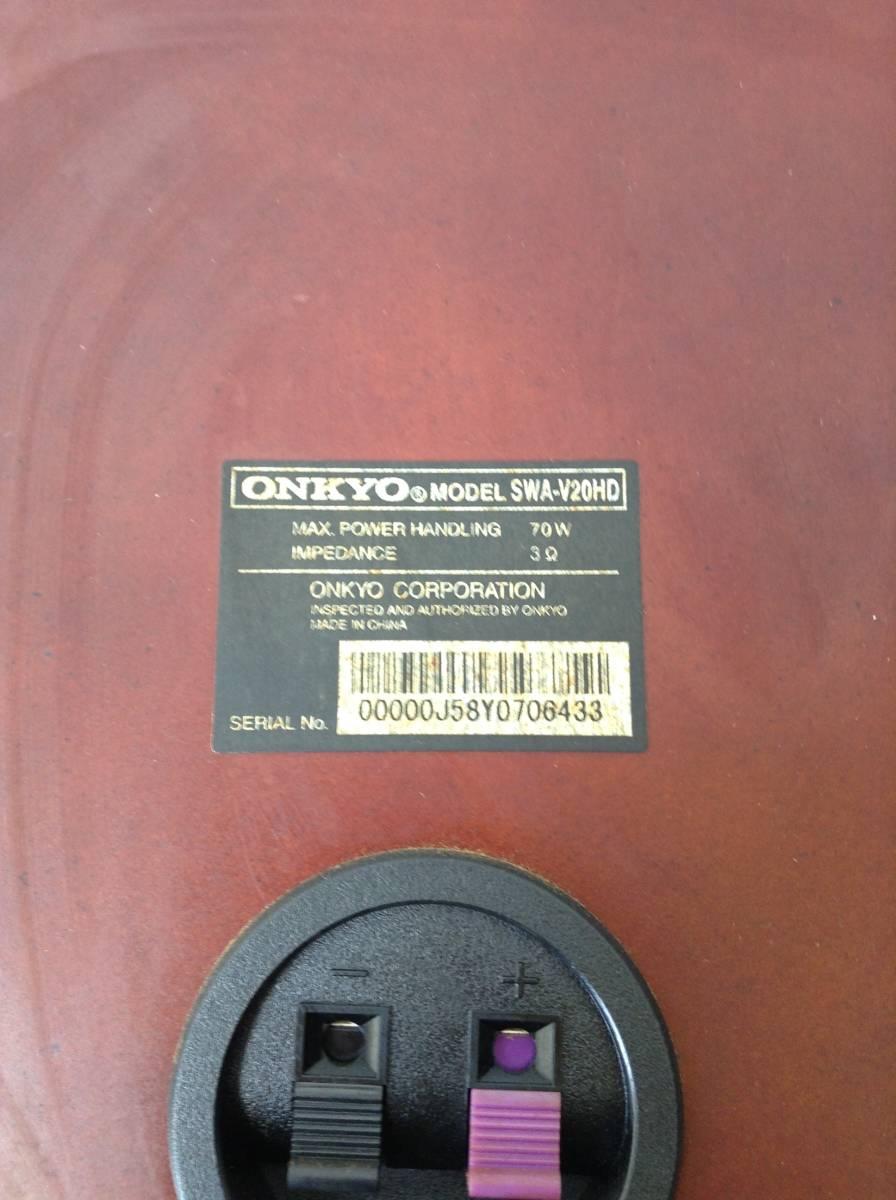 ONKYO® MODEL SWA-V20HD
MAX. POWER HANDLING 70 W
IMPEDANCE 3 Ω
ONKYO CORPORATION
INSPECTED AND AUTHORIZED BY ONKYO
MADE IN CHINA
00000J58Y0706433
SERIAL No.
− +